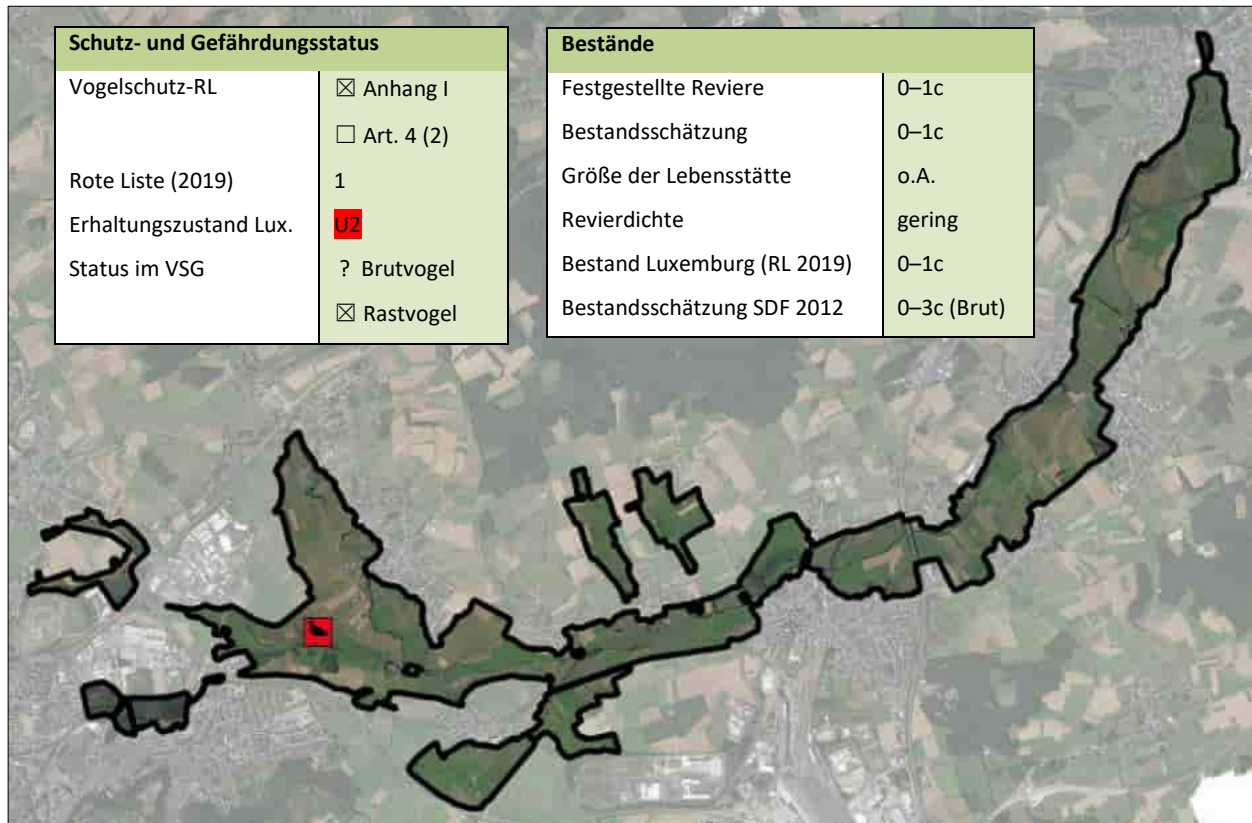 Schutz- und Gefährdungsstatus
Vogelschutz-RL ☒ Anhang I
☐ Art. 4 (2)
Rote Liste (2019) 1
Erhaltungszustand Lux. U2
Status im VSG ? Brutvogel
☒ Rastvogel
Bestände
Festgestellte Reviere 0–1c
Bestandsschätzung 0–1c
Größe der Lebensstätte o.A.
Revierdichte gering
Bestand Luxemburg (RL 2019) 0–1c
Bestandsschätzung SDF 2012 0–3c (Brut)